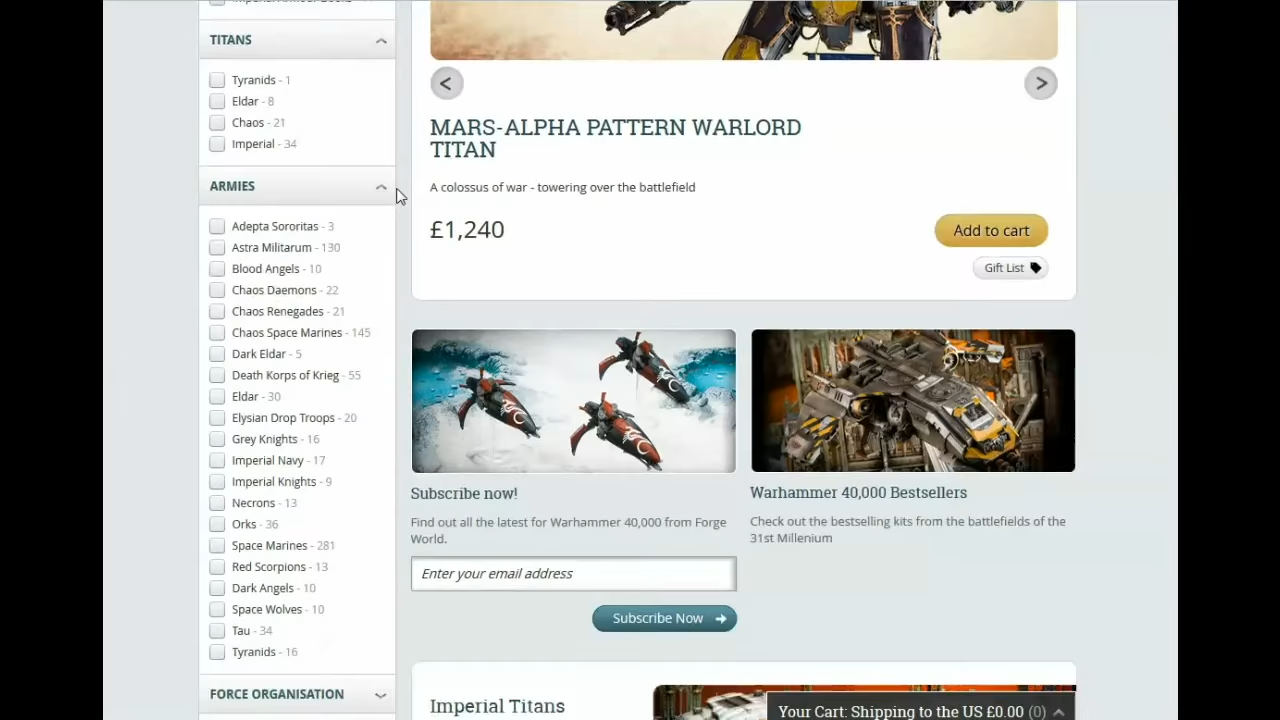 TITANS
Tyranids - 1
Eldar - 8
Chaos - 21
Imperial - 34
ARMIES
Adepta Sororitas - 3
Astra Militarum - 130
Blood Angels - 10
Chaos Daemons - 22
Chaos Renegades - 21
Chaos Space Marines - 145
Dark Eldar - 5
Death Korps of Krieg - 55
Eldar - 30
Elysian Drop Troops - 20
Grey Knights - 16
Imperial Navy - 17
Imperial Knights - 9
Necrons - 13
Orks - 36
Space Marines - 281
Red Scorpions - 13
Dark Angels - 10
Space Wolves - 10
Tau - 34
Tyranids - 16
FORCE ORGANISATION
< >
MARS-ALPHA PATTERN WARLORD
TITAN
A colossus of war - towering over the battlefield
£1,240
Add to cart
Gift List
Subscribe now!
Find out all the latest for Warhammer 40,000 from Forge
World.
Enter your email address
Subscribe Now
Warhammer 40,000 Bestsellers
Check out the bestselling kits from the battlefields of the
31st Millenium
Imperial Titans
Your Cart: Shipping to the US £0.00 (0)